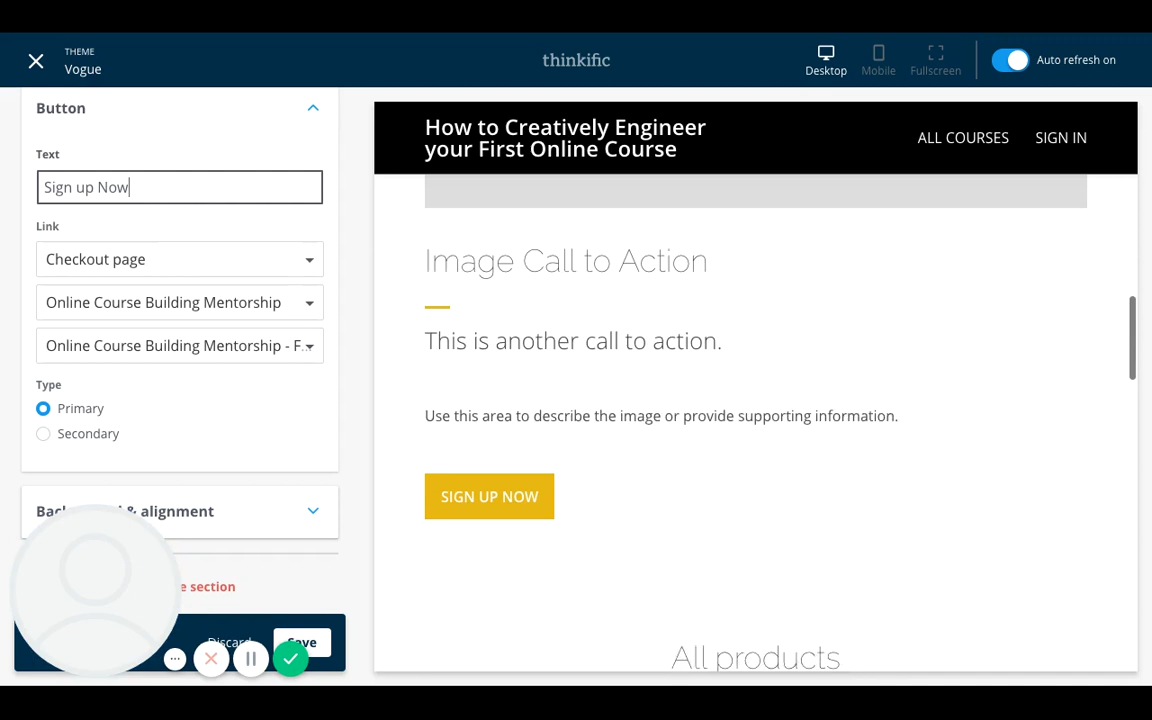 THEME
Vogue
thinkific
Desktop
Mobile
Fullscreen
Auto refresh on
Button
Text
Sign up Now
Link
Checkout page
Online Course Building Mentorship
Online Course Building Mentorship - F...
Type
Primary
Secondary
& alignment
section
Discard
Save
How to Creatively Engineer
your First Online Course
ALL COURSES
SIGN IN
Image Call to Action
This is another call to action.
Use this area to describe the image or provide supporting information.
SIGN UP NOW
All products